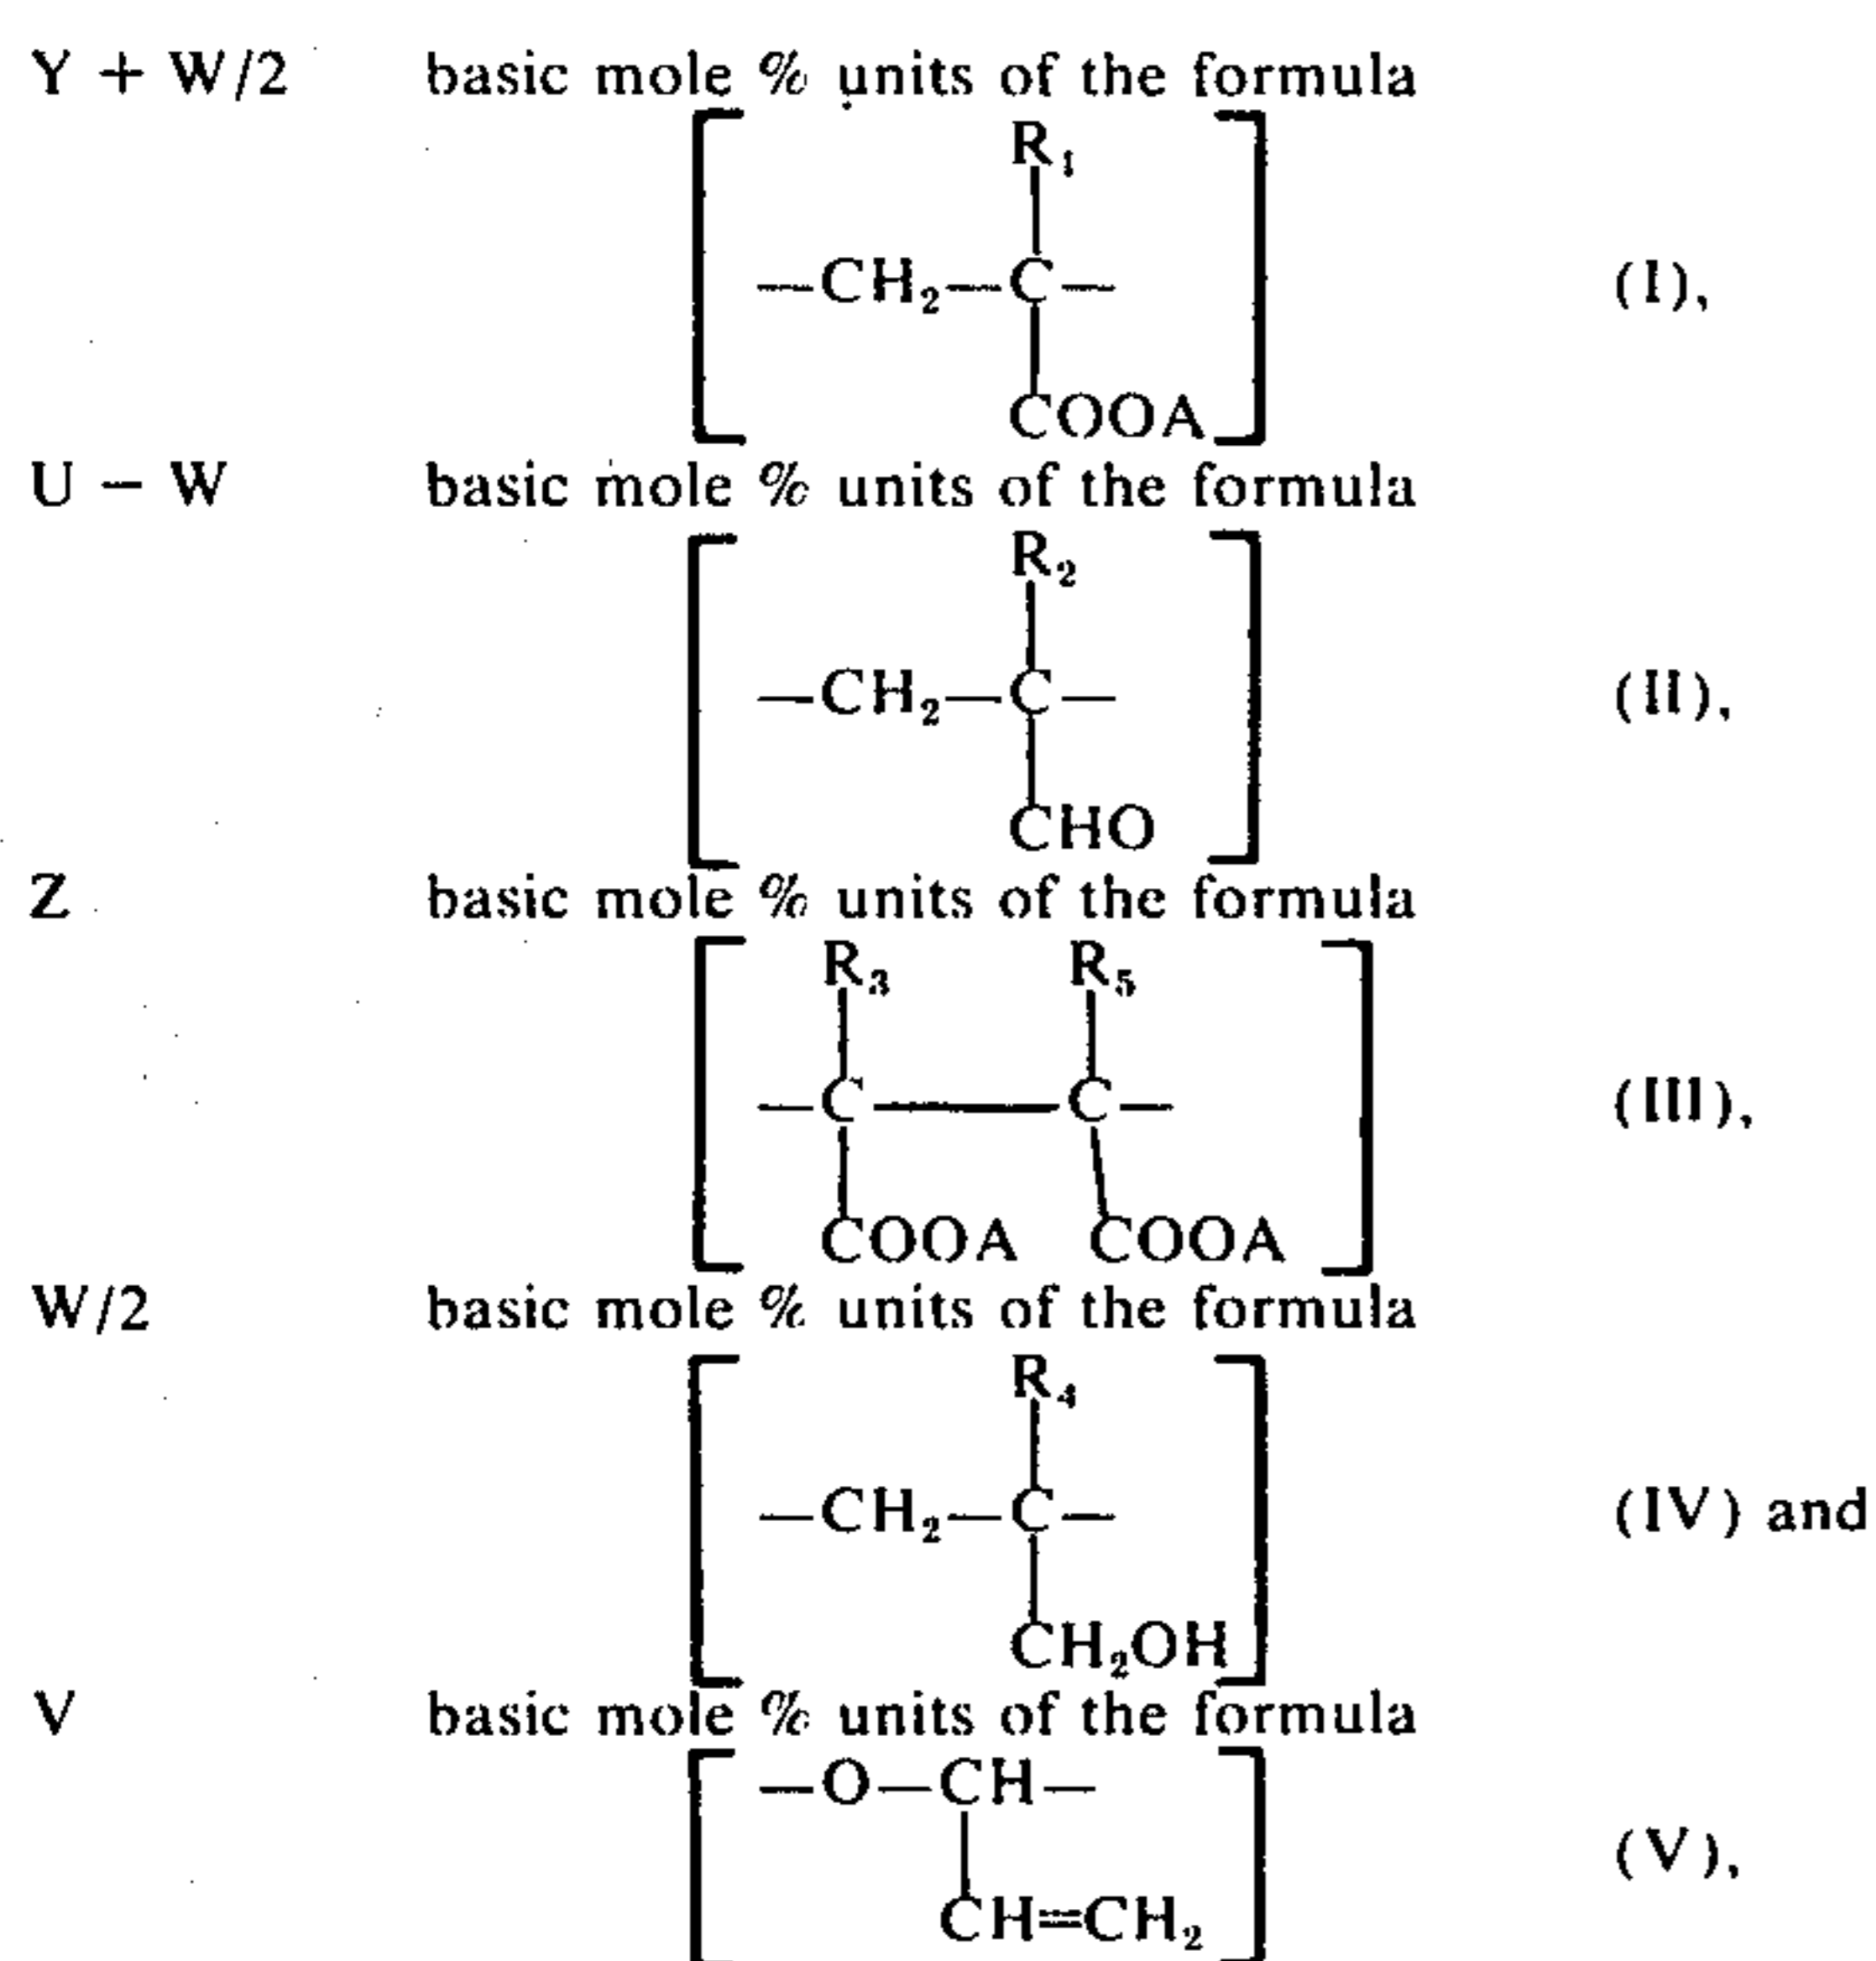 Y + W/2 basic mole % units of the formula
R₁
—CH₂—C— (I),
COOA
U — W basic mole % units of the formula
R₂
—CH₂—C— (II),
CHO
Z basic mole % units of the formula
R₃ R₅
—C——C— (III),
COOA COOA
W/2 basic mole % units of the formula
R₄
—CH₂—C— (IV) and
CH₂OH
V basic mole % units of the formula
—O—CH—
(V),
CH=CH₂